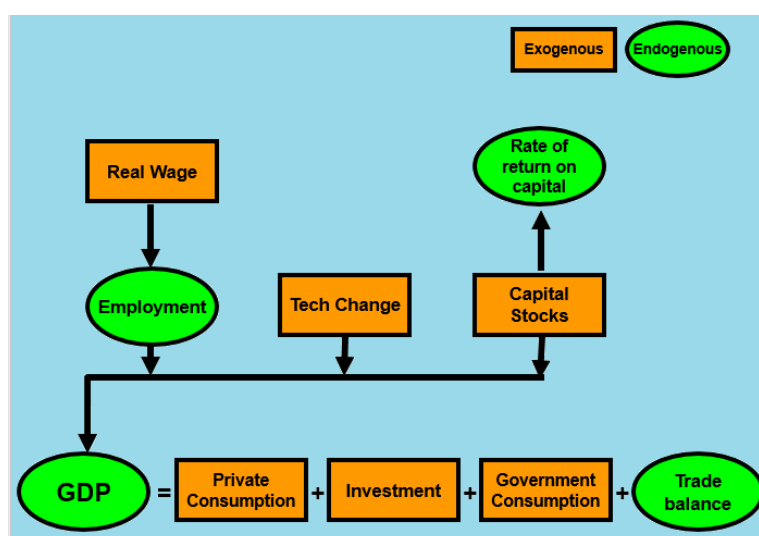 Exogenous
Endogenous
Real Wage
Rate of
return on
capital
Employment
Tech Change
Capital
Stocks
GDP
=
Private
Consumption
+
Investment
+
Government
Consumption
+
Trade
balance